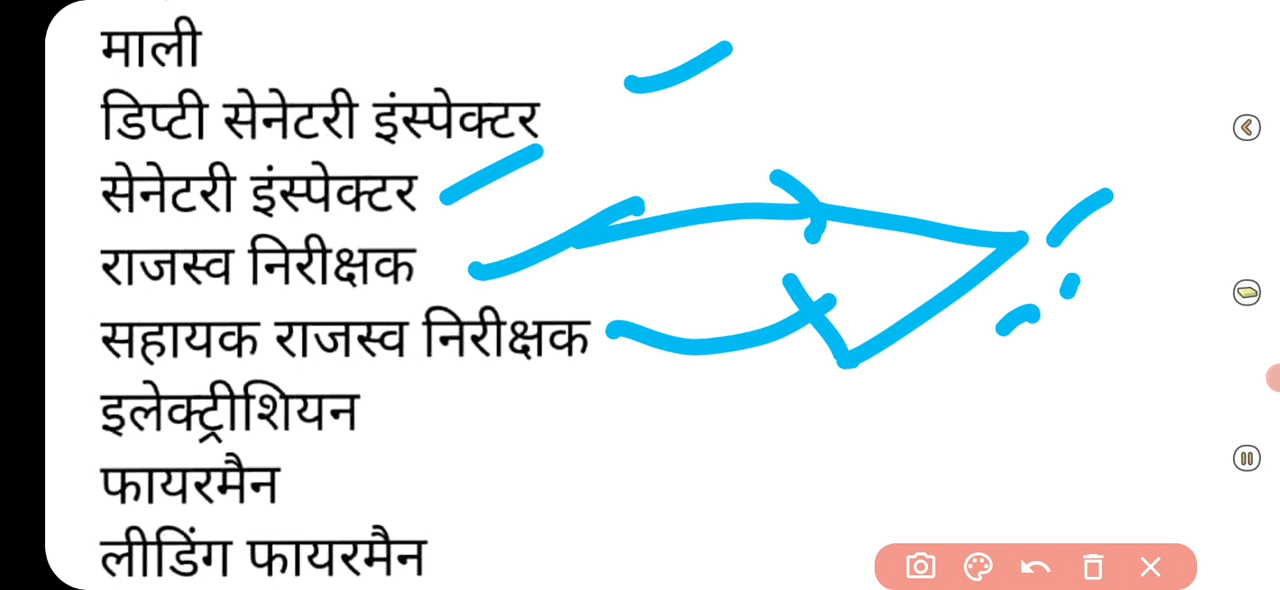 माली
डिप्टी सेनेटरी इंस्पेक्टर
सेनेटरी इंस्पेक्टर
राजस्व निरीक्षक
सहायक राजस्व निरीक्षक
इलेक्ट्रीशियन
फायरमैन
लीडिंग फायरमैन